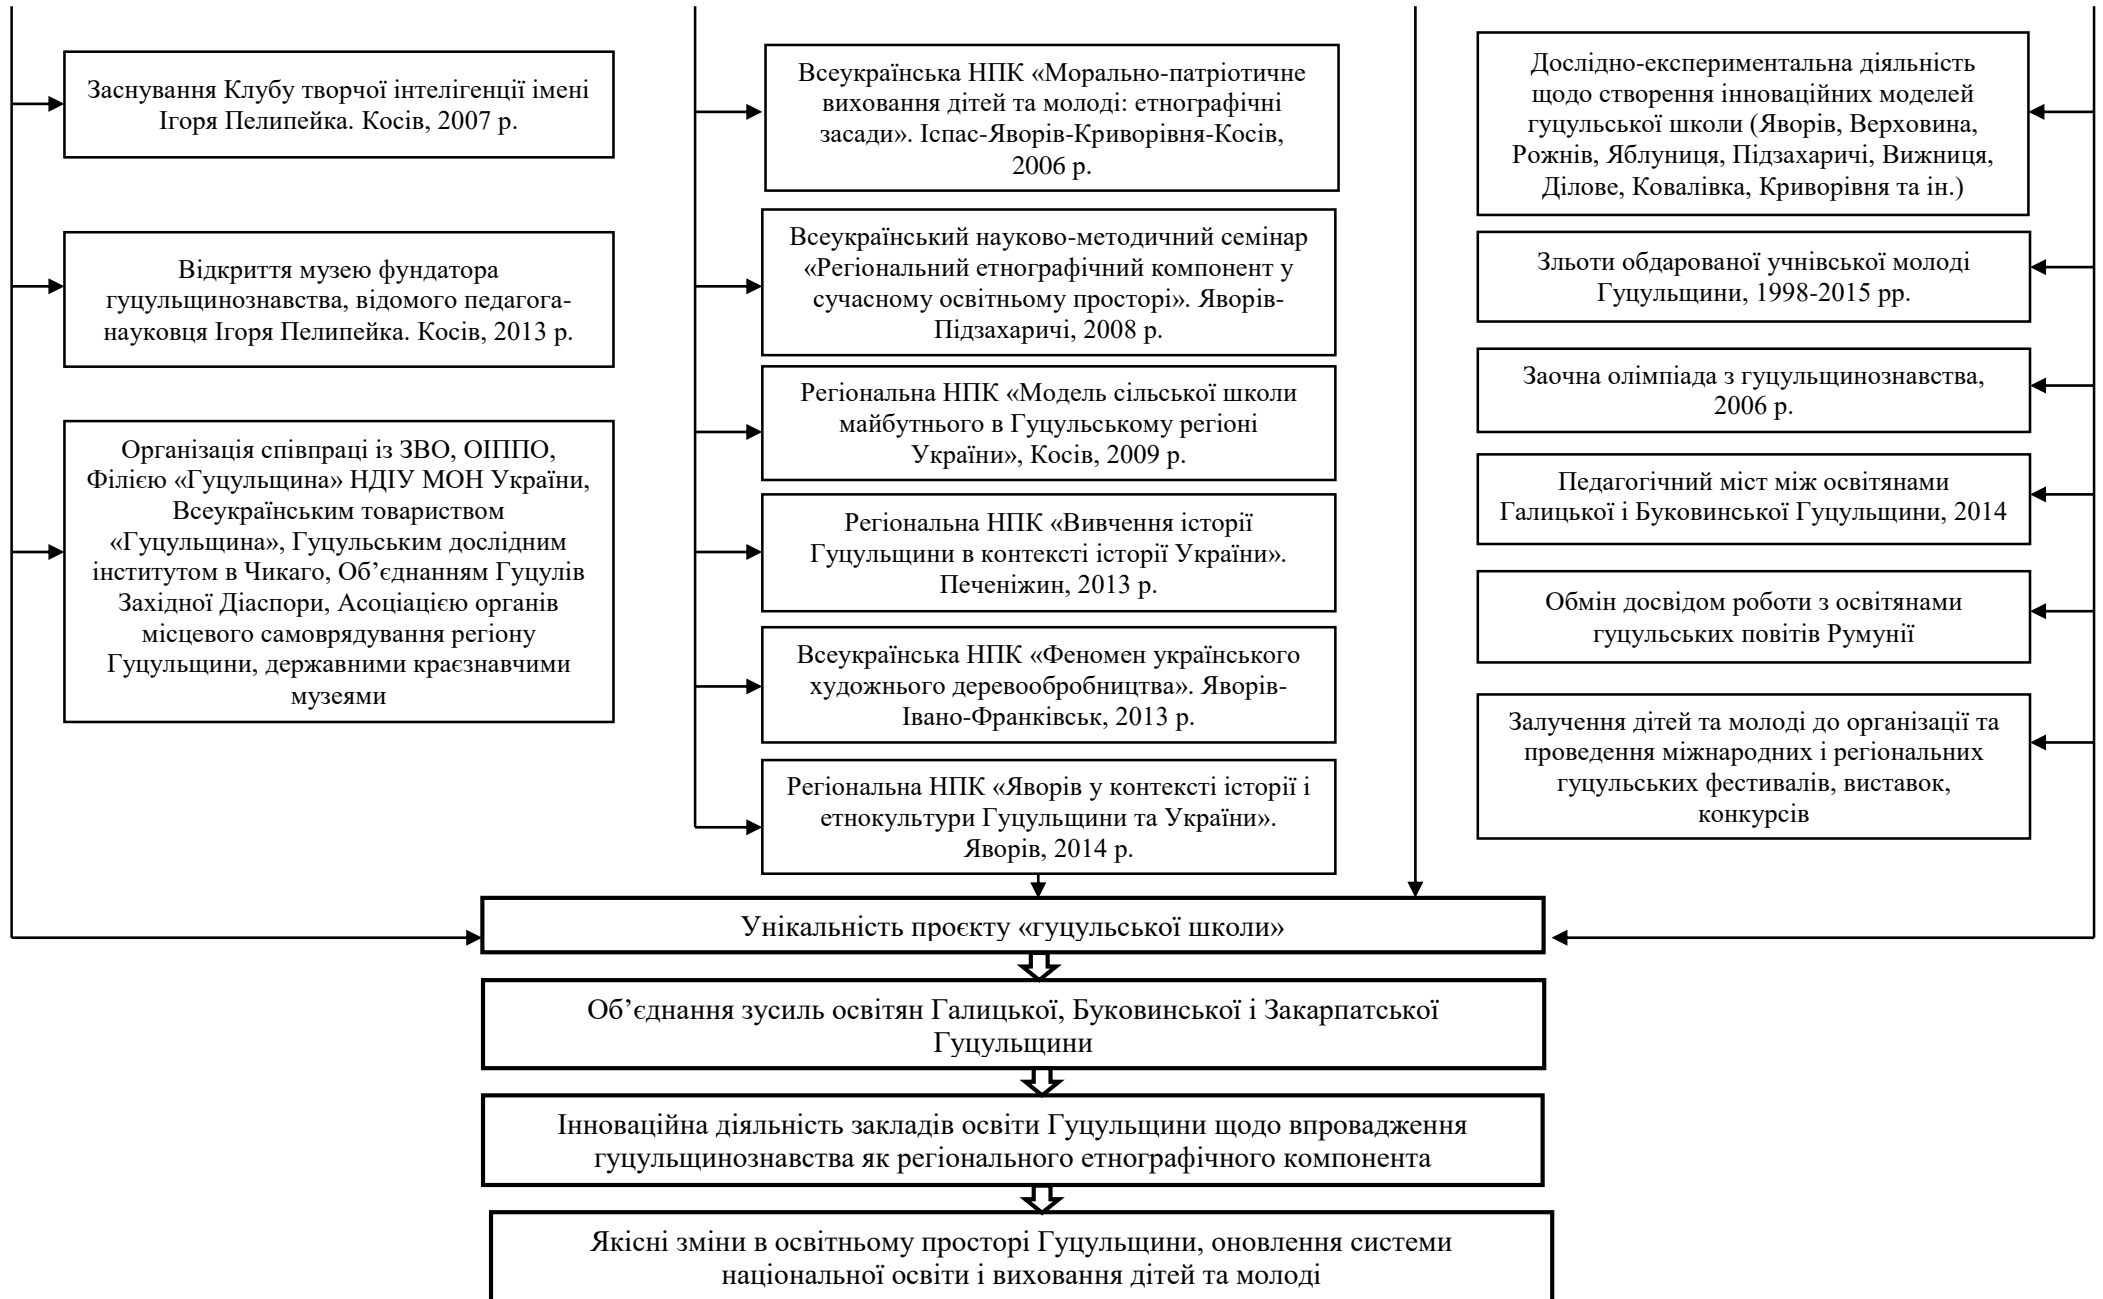 Заснування Клубу творчої інтелігенції імені
Ігоря Пелипейка. Косів, 2007 р.
Відкриття музею фундатора
гуцульщинознавства, відомого педагога-
науковця Ігоря Пелипейка. Косів, 2013 р.
Організація співпраці із ЗВО, ОІППО,
Філією «Гуцульщина» НДІУ МОН України,
Всеукраїнським товариством
«Гуцульщина», Гуцульським дослідним
інститутом в Чикаго, Об’єднанням Гуцулів
Західної Діаспори, Асоціацією органів
місцевого самоврядування регіону
Гуцульщини, державними краєзнавчими
музеями
Всеукраїнська НПК «Морально-патріотичне
виховання дітей та молоді: етнографічні
засади». Іспас-Яворів-Криворівня-Косів,
2006 р.
Всеукраїнський науково-методичний семінар
«Регіональний етнографічний компонент у
сучасному освітньому просторі». Яворів-
Підзахаричі, 2008 р.
Регіональна НПК «Модель сільської школи
майбутнього в Гуцульському регіоні
України», Косів, 2009 р.
Регіональна НПК «Вивчення історії
Гуцульщини в контексті історії України».
Печеніжин, 2013 р.
Всеукраїнська НПК «Феномен українського
художнього деревообробництва». Яворів-
Івано-Франківськ, 2013 р.
Регіональна НПК «Яворів у контексті історії і
етнокультури Гуцульщини та України».
Яворів, 2014 р.
Дослідно-експериментальна діяльність
щодо створення інноваційних моделей
гуцульської школи (Яворів, Верховина,
Рожнів, Яблуниця, Підзахаричі, Вижниця,
Ділове, Ковалівка, Криворівня та ін.)
Зльоти обдарованої учнівської молоді
Гуцульщини, 1998-2015 рр.
Заочна олімпіада з гуцульщинознавства,
2006 р.
Педагогічний міст між освітянами
Галицької і Буковинської Гуцульщини, 2014
Обмін досвідом роботи з освітянами
гуцульських повітів Румунії
Залучення дітей та молоді до організації та
проведення міжнародних і регіональних
гуцульських фестивалів, виставок,
конкурсів
Унікальність проєкту «гуцульської школи»
Об’єднання зусиль освітян Галицької, Буковинської і Закарпатської
Гуцульщини
Інноваційна діяльність закладів освіти Гуцульщини щодо впровадження
гуцульщинознавства як регіонального етнографічного компонента
Якісні зміни в освітньому просторі Гуцульщини, оновлення системи
національної освіти і виховання дітей та молоді